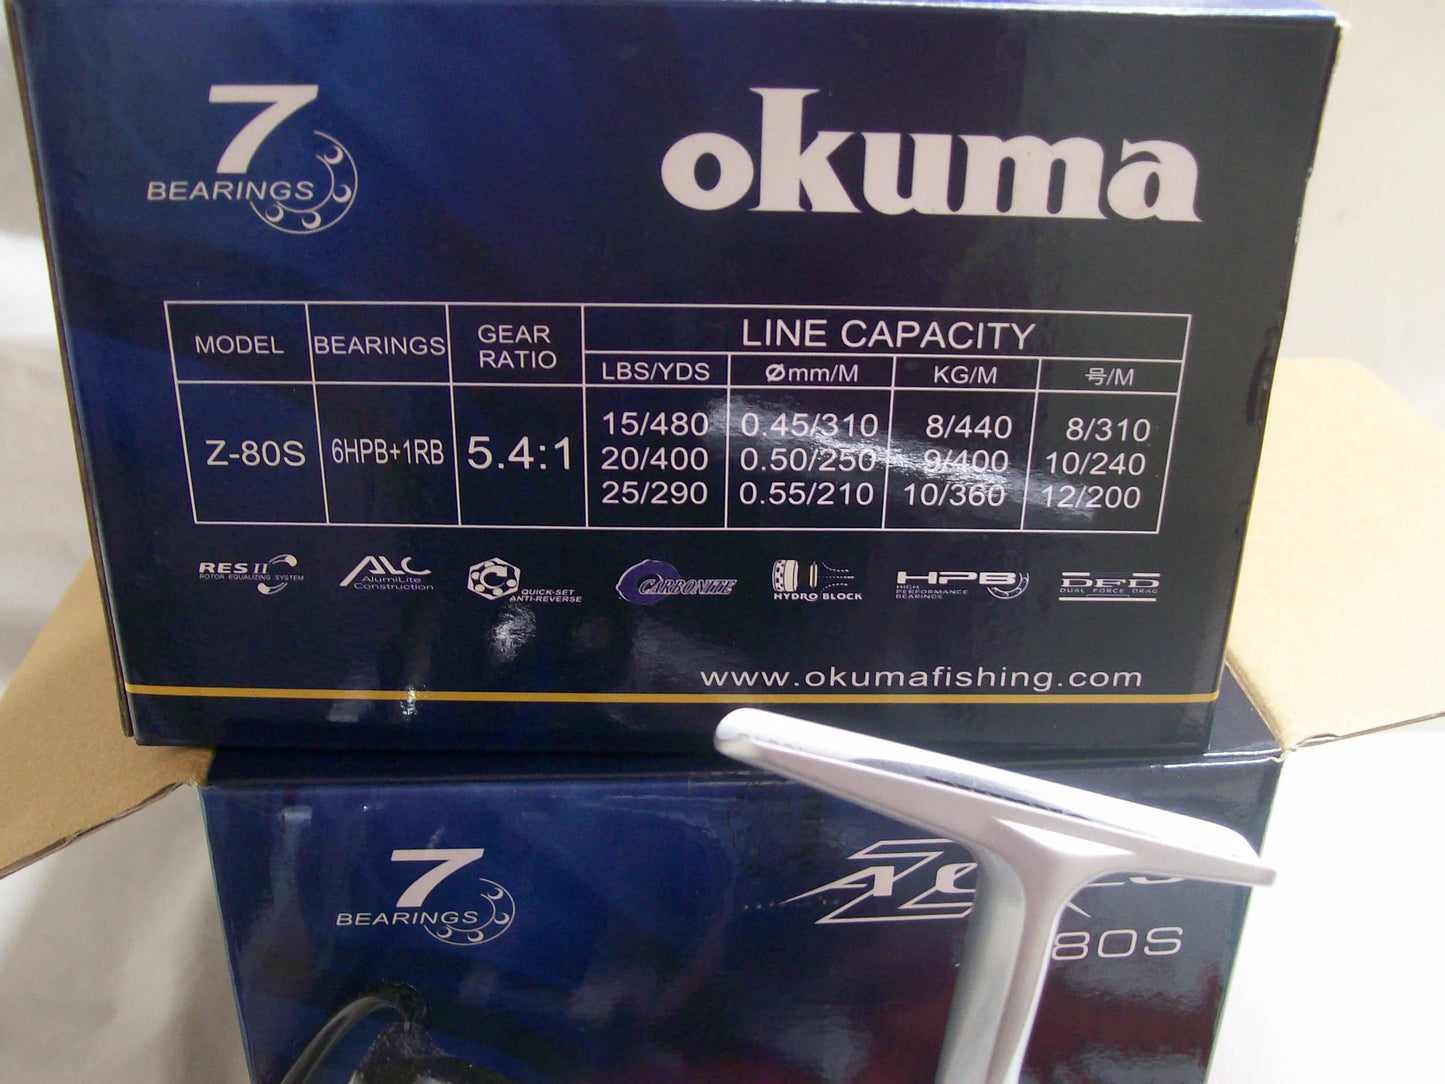 7
BEARINGS
okuma
MODEL BEARINGS GEAR RATIO LINE CAPACITY
LBS/YDS Ømm/M KG/M 号/M
Z-80S 6HPB+1RB 5.4:1
15/480 0.45/310 8/440 8/310
20/400 0.50/250 9/400 10/240
25/290 0.55/210 10/360 12/200
RES II
ROTOR EQUALIZING SYSTEM
ALC
AlumiLite
Construction
QUICK-SET
ANTI-REVERSE
CARBONITE
HYDRO BLOCK
HPB
HIGH
PERFORMANCE
BEARINGS
DFD
DUAL FORCE DRAG
www.okumafishing.com
7
BEARINGS
80S